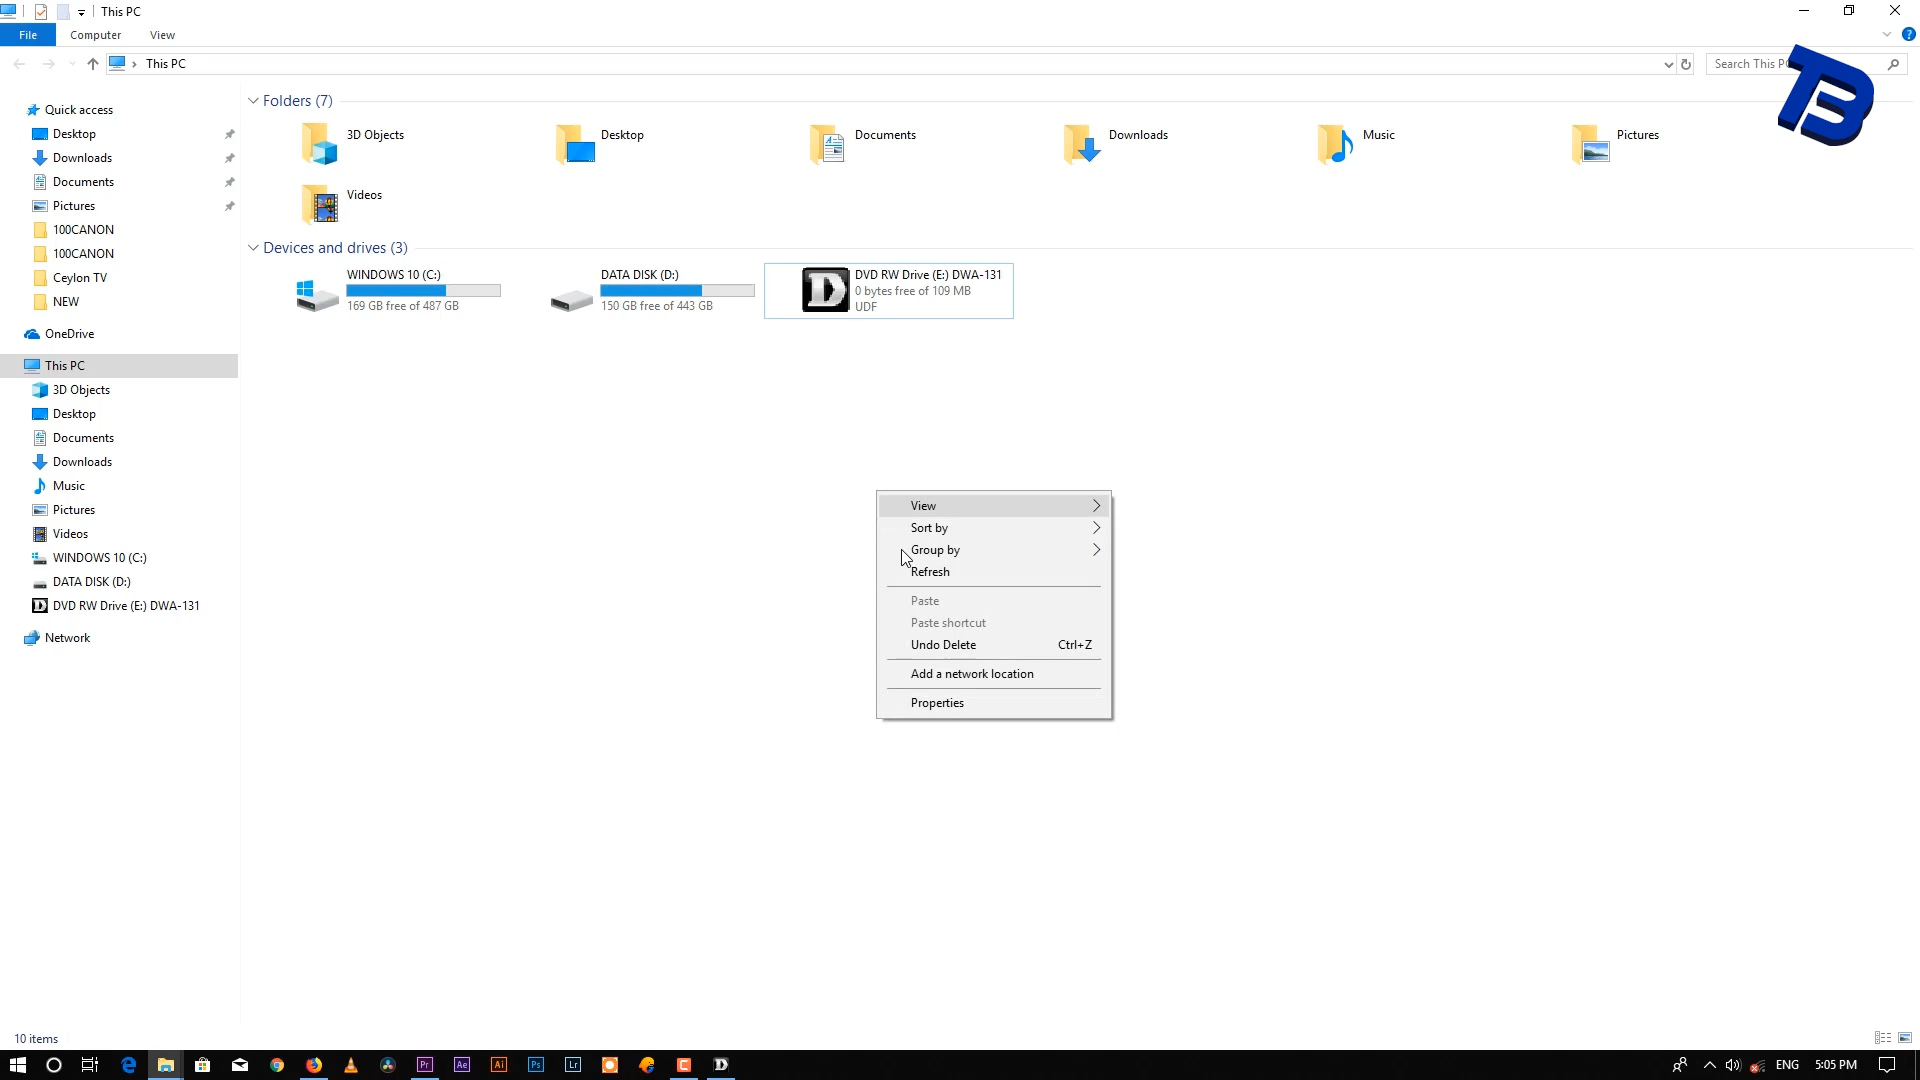 This PC
File Computer View
This PC
Search This P
Quick access
Desktop
Downloads
Documents
Pictures
100CANON
100CANON
Ceylon TV
NEW
OneDrive
This PC
3D Objects
Desktop
Documents
Downloads
Music
Pictures
Videos
WINDOWS 10 (C:)
DATA DISK (D:)
DVD RW Drive (E:) DWA-131
Network
Folders (7)
3D Objects
Desktop
Documents
Downloads
Music
Pictures
Videos
Devices and drives (3)
WINDOWS 10 (C:)
169 GB free of 487 GB
DATA DISK (D:)
150 GB free of 443 GB
D
DVD RW Drive (E:) DWA-131
0 bytes free of 109 MB
UDF
View
Sort by
Group by
Refresh
Paste
Paste shortcut
Undo Delete Ctrl+Z
Add a network location
Properties
10 items
Pr Ae Ai Ps Lr C D
ENG 5:05 PM